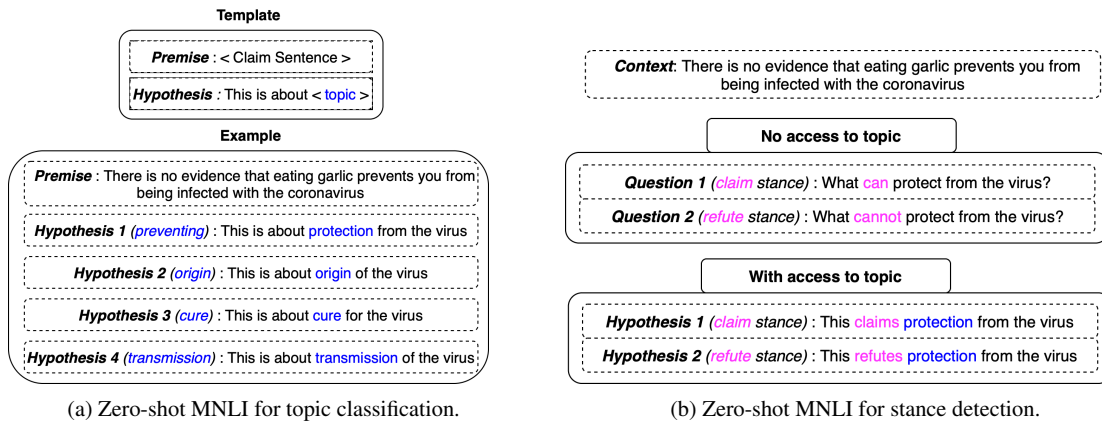 Template
Premise : < Claim Sentence >
Hypothesis : This is about < topic >
Example
Premise : There is no evidence that eating garlic prevents you from
being infected with the coronavirus
Hypothesis 1 (preventing) : This is about protection from the virus
Hypothesis 2 (origin) : This is about origin of the virus
Hypothesis 3 (cure) : This is about cure for the virus
Hypothesis 4 (transmission) : This is about transmission of the virus
(a) Zero-shot MNLI for topic classification.
Context: There is no evidence that eating garlic prevents you from
being infected with the coronavirus
No access to topic
Question 1 (claim stance) : What can protect from the virus?
Question 2 (refute stance) : What cannot protect from the virus?
With access to topic
Hypothesis 1 (claim stance) : This claims protection from the virus
Hypothesis 2 (refute stance) : This refutes protection from the virus
(b) Zero-shot MNLI for stance detection.